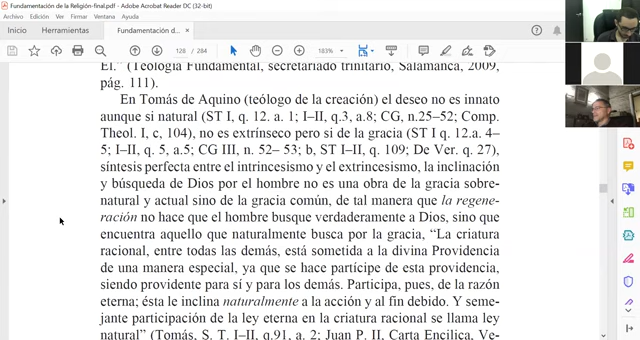 Fundamentación de la Religión-final.pdf - Adobe Acrobat Reader DC (32-bit)
Archivo Edición Ver Firmar Ventana Ayuda
Inicio Herramientas Fundamentación d...
128 / 284 183%
Él.” (Teología Fundamental, secretariado trinitario, Salamanca, 2009,
pág. 111).
En Tomás de Aquino (teólogo de la creación) el deseo no es innato
aunque si natural (ST I, q. 12. a. 1; I–II, q.3, a.8; CG, n.25–52; Comp.
Theol. I, c, 104), no es extrínseco pero si de la gracia (ST I q. 12.a. 4–
5; I–II, q. 5, a.5; CG III, n. 52– 53; b, ST I–II, q. 109; De Ver. q. 27),
síntesis perfecta entre el intrincesismo y el extrincesismo, la inclinación
y búsqueda de Dios por el hombre no es una obra de la gracia sobre-
natural y actual sino de la gracia común, de tal manera que la regene-
ración no hace que el hombre busque verdaderamente a Dios, sino que
encuentra aquello que naturalmente busca por la gracia, “La criatura
racional, entre todas las demás, está sometida a la divina Providencia
de una manera especial, ya que se hace partícipe de esta providencia,
siendo providente para sí y para los demás. Participa, pues, de la razón
eterna; ésta le inclina naturalmente a la acción y al fin debido. Y seme-
jante participación de la ley eterna en la criatura racional se llama ley
natural” (Tomás, S. T. I–II, q.91, a. 2; Juan P. II, Carta Encílica, Ve-